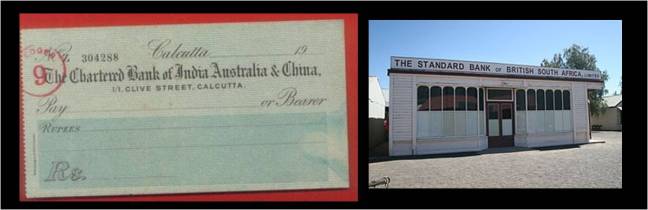 No Z 304288 Calcutta 19
9
The Chartered Bank of India Australia & China.
1/1, CLIVE STREET, CALCUTTA.
Pay or Bearer
RUPEES
Rs.
THE STANDARD BANK OF BRITISH SOUTH AFRICA, LIMITED